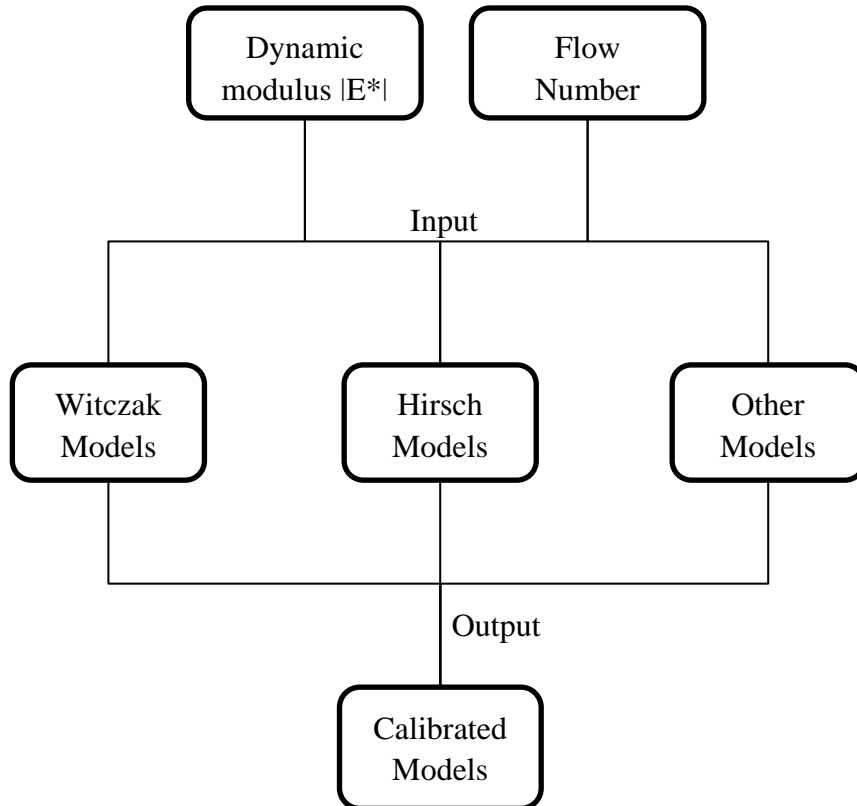 Dynamic
modulus |E*|
Flow
Number
Input
Witczak
Models
Hirsch
Models
Other
Models
Output
Calibrated
Models